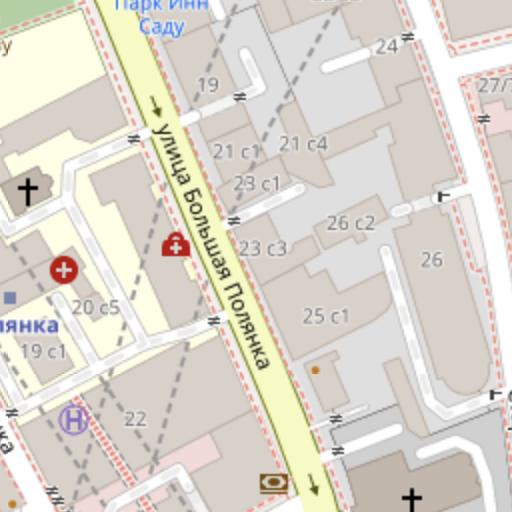 Парк Инн
Саду
24
19
27/
21 с4
21 с1
23 с1
26 с2
улица Большая Полянка
23 с3
26
20 с5
25 с1
лянка
19 с1
22
ка